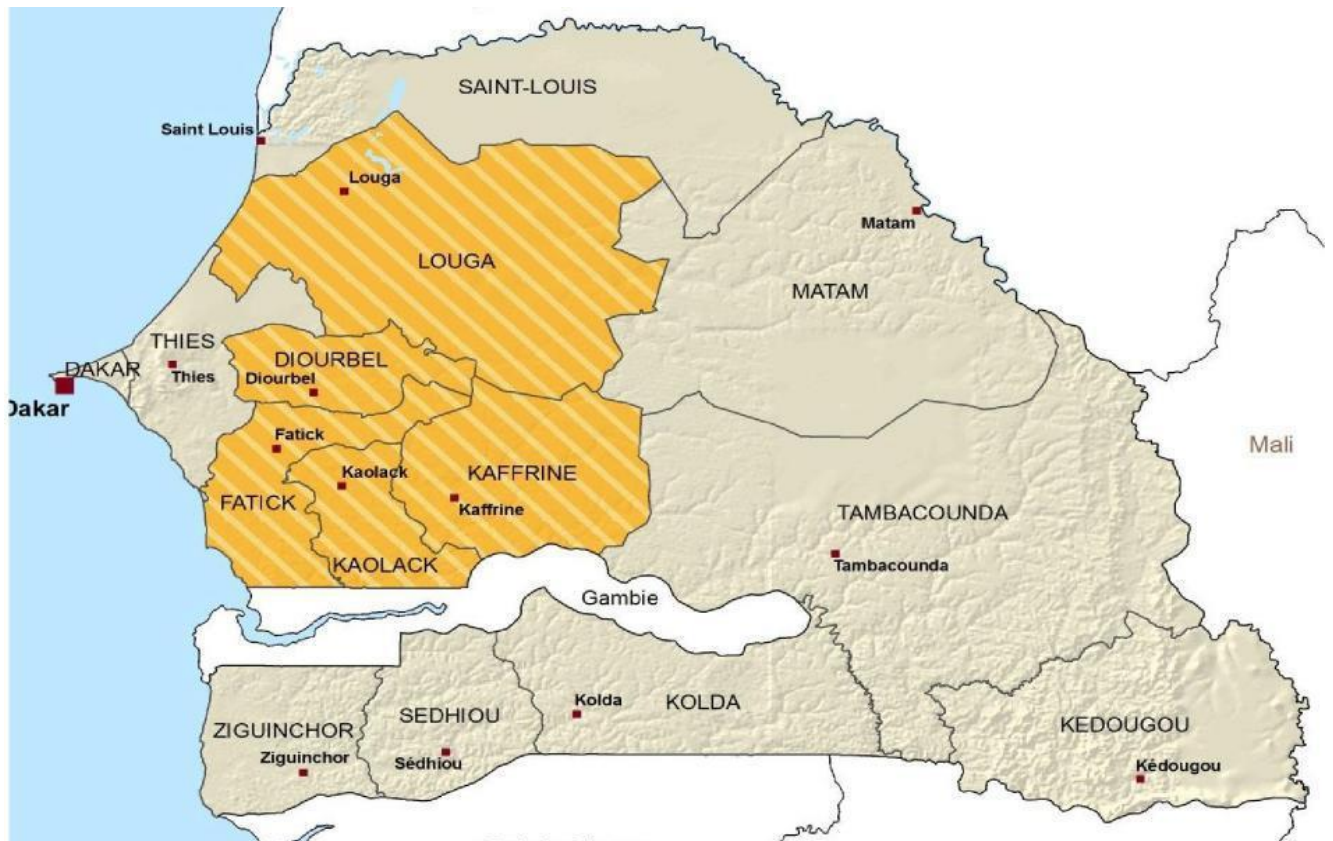 SAINT-LOUIS
Saint Louis
Louga
Matam
LOUGA
MATAM
THIES
DIOURBEL
DAKAR
Thies
Diourbel
Dakar
Fatick
Mali
Kaolack
KAFFRINE
FATICK
Kaffrine
TAMBACOUNDA
KAOLACK
Tambacounda
Gambie
Kolda
KOLDA
SEDHIOU
KEDOUGOU
ZIGUINCHOR
Ziguinchor
Sédhiou
Kédougou